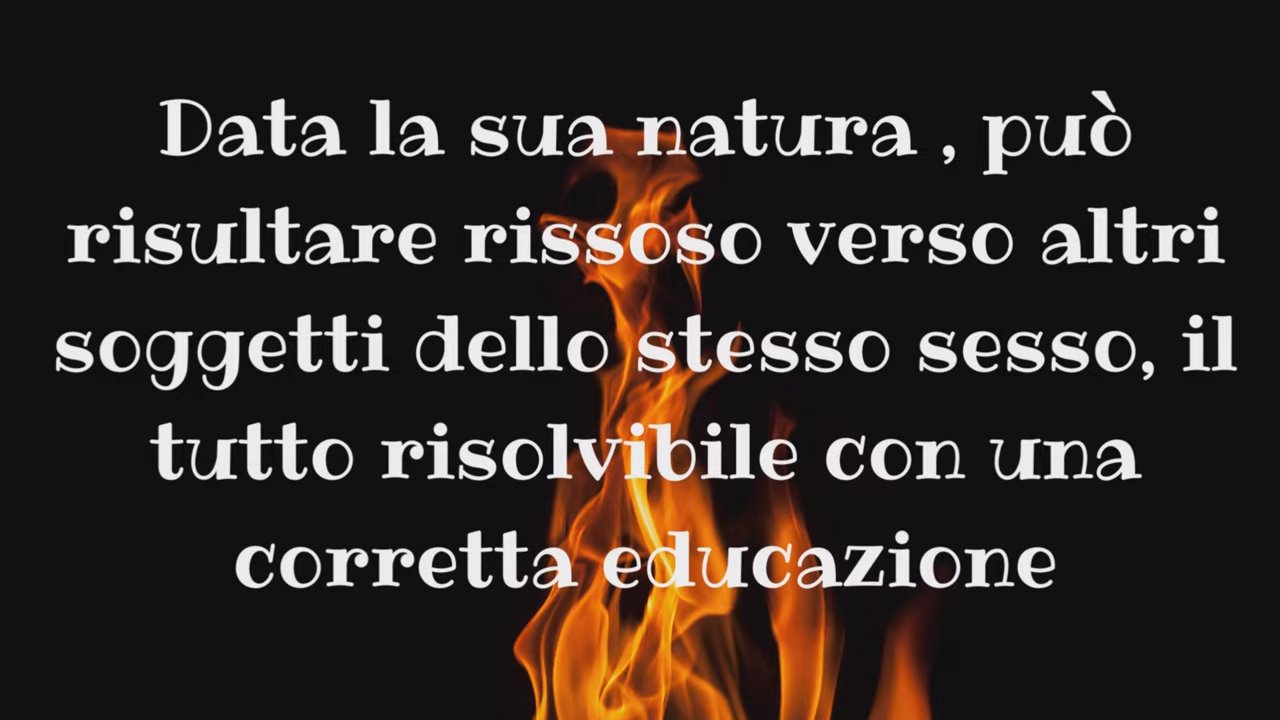 Data la sua natura , può
risultare rissoso verso altri
soggetti dello stesso sesso, il
tutto risolvibile con una
corretta educazione